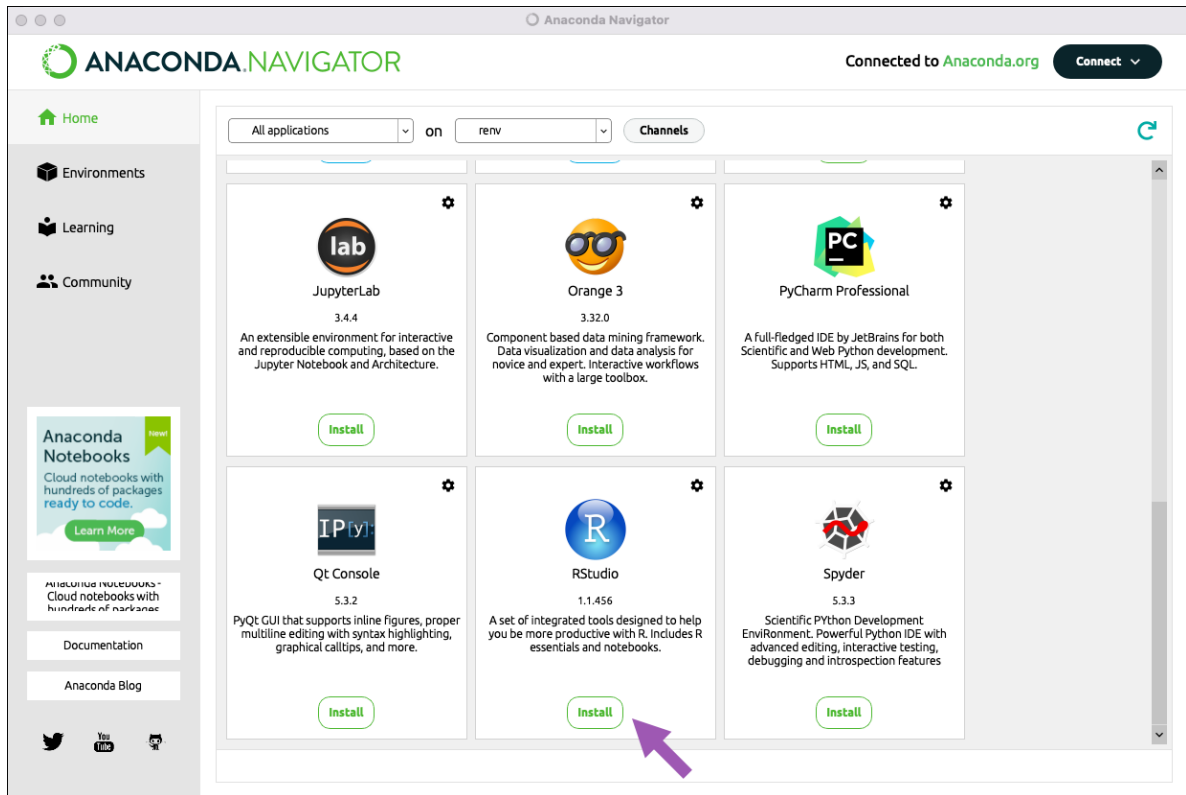 Anaconda Navigator
ANACONDA.NAVIGATOR
Connected to Anaconda.org
Connect
Home
Environments
Learning
Community
All applications
on
renv
Channels
lab
JupyterLab
3.4.4
An extensible environment for interactive
and reproducible computing, based on the
Jupyter Notebook and Architecture.
Install
Orange 3
3.32.0
Component based data mining framework.
Data visualization and data analysis for
novice and expert. Interactive workflows
with a large toolbox.
Install
PC
PyCharm Professional
A full-fledged IDE by JetBrains for both
Scientific and Web Python development.
Supports HTML, JS, and SQL.
Install
IP[y]:
Qt Console
5.3.2
PyQt GUI that supports inline figures, proper
multiline editing with syntax highlighting,
graphical calltips, and more.
Install
R
RStudio
1.1.456
A set of integrated tools designed to help
you be more productive with R. Includes R
essentials and notebooks.
Install
Spyder
5.3.3
Scientific PYthon Development
EnviRonment. Powerful Python IDE with
advanced editing, interactive testing,
debugging and introspection features
Install
Anaconda
Notebooks
New!
Cloud notebooks with
hundreds of packages
ready to code.
Learn More
Anaconda Notebooks -
Cloud notebooks with
hundreds of packages
Documentation
Anaconda Blog
You
Tube